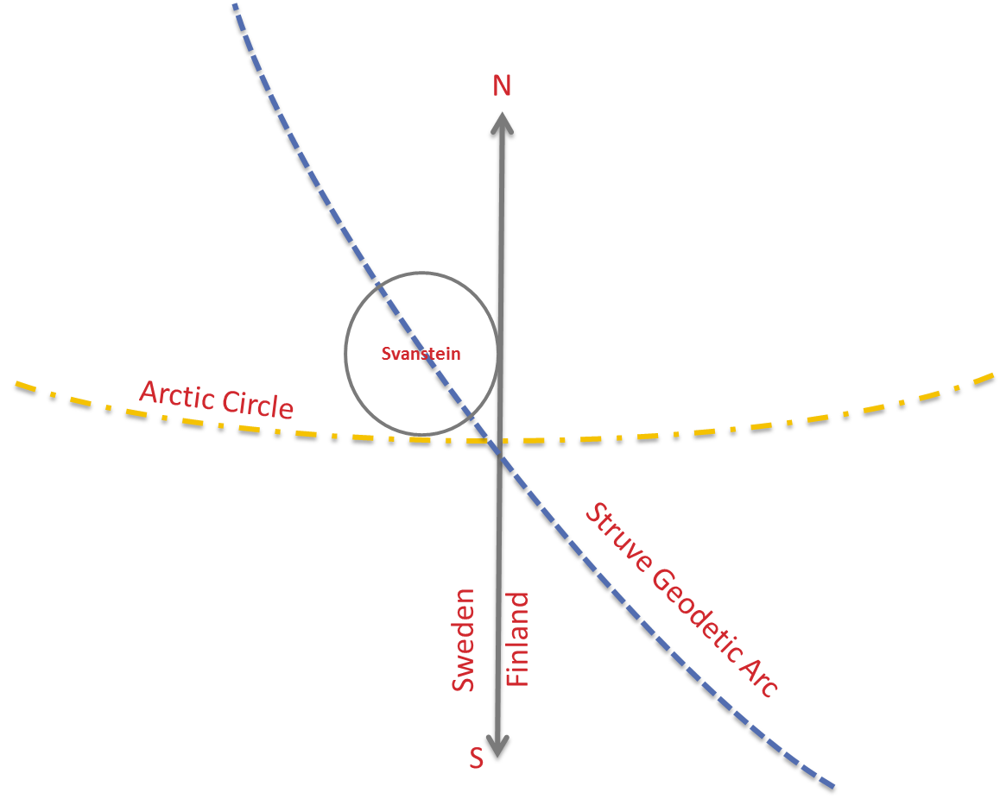 N
Svanstein
Arctic Circle
Struve Geodetic Arc
Sweden
Finland
S